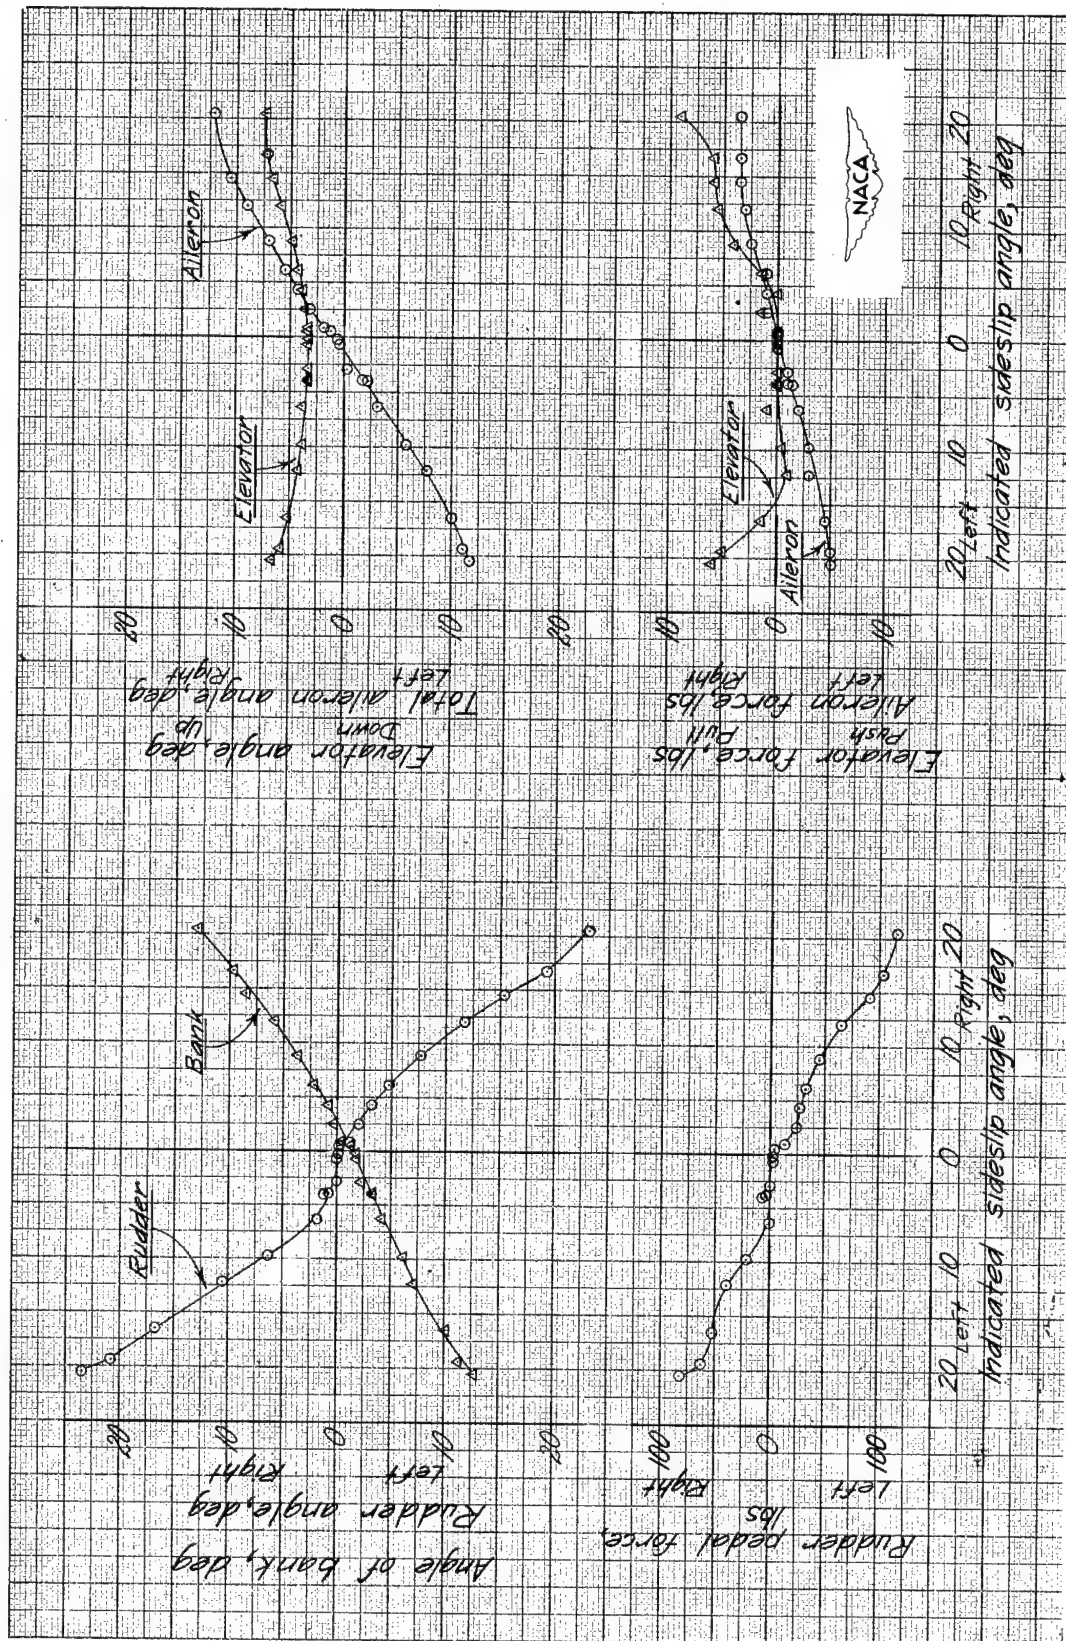 Angle of bank, deg
Rudder angle, deg
Left Right
20
10
0
10
20
Rudder
Bank
Rudder pedal force,
lbs
Left Right
100
0
100
20 Left 10 0 10 Right 20
Indicated sideslip angle, deg
Elevator angle, deg
Down Up
Total aileron angle, deg
Left Right
20
10
0
10
20
Elevator
Aileron
Elevator force, lbs
Push Pull
Aileron force, lbs
Left Right
10
0
10
Elevator
Aileron
20 Left 10 0 10 Right 20
Indicated sideslip angle, deg
NACA